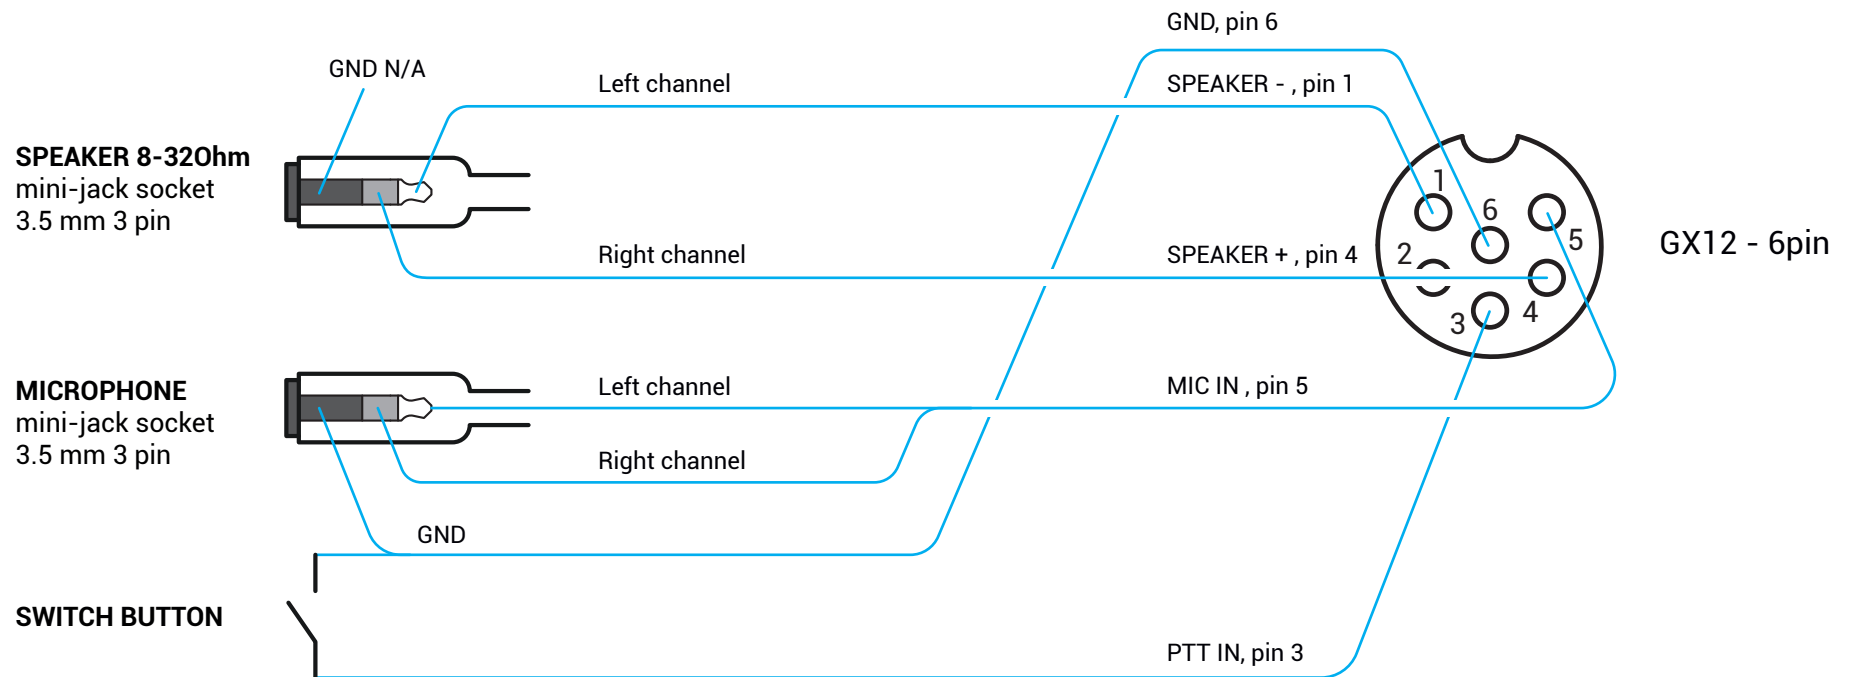 GND, pin 6
GND N/A
Left channel
SPEAKER - , pin 1
SPEAKER 8-32Ohm
mini-jack socket
3.5 mm 3 pin
1
6
5
2
GX12 - 6pin
Right channel
SPEAKER + , pin 4
3
4
MICROPHONE
mini-jack socket
3.5 mm 3 pin
Left channel
MIC IN , pin 5
Right channel
GND
SWITCH BUTTON
PTT IN, pin 3